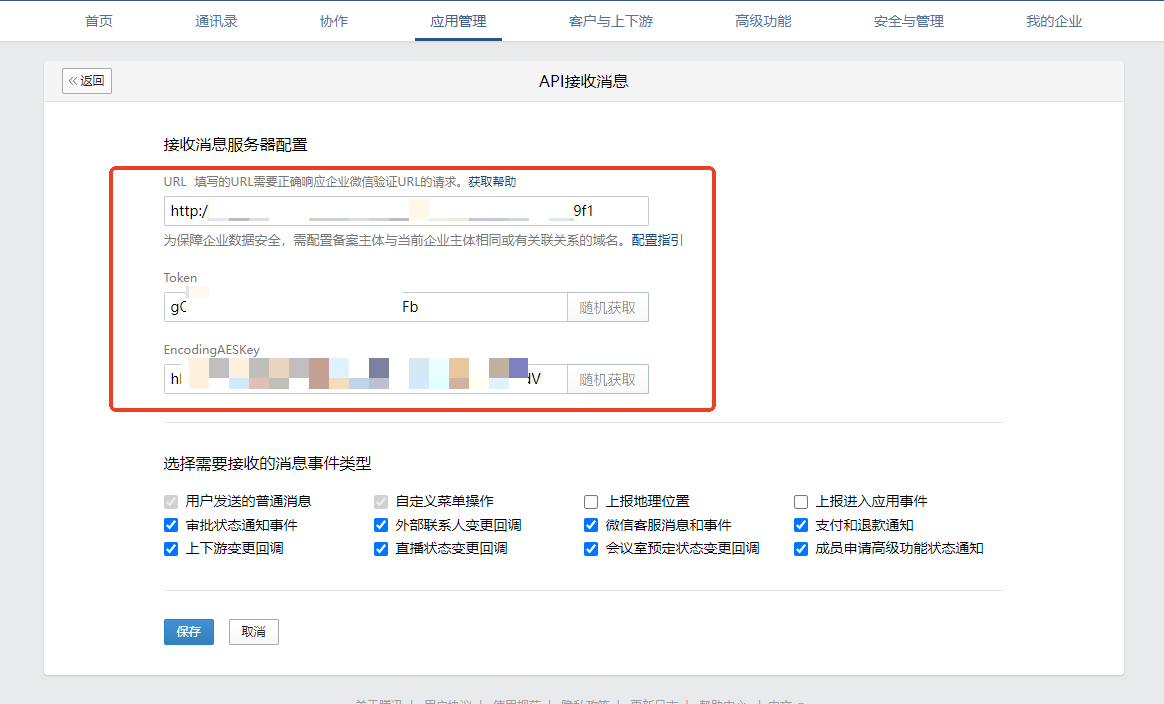 首页 通讯录 协作 应用管理 客户与上下游 高级功能 安全与管理 我的企业
《返回 API接收消息
接收消息服务器配置
URL 填写的URL需要正确响应企业微信验证URL的请求。获取帮助
http:/ 9f1
为保障企业数据安全，需配置备案主体与当前企业主体相同或有关联关系的域名。配置指引
Token
Fb 随机获取
EncodingAESKey
随机获取
选择需要接收的消息事件类型
用户发送的普通消息 自定义菜单操作 上报地理位置 上报进入应用事件
审批状态通知事件 外部联系人变更回调 微信客服消息和事件 支付和退款通知
上下游变更回调 直播状态变更回调 会议室预定状态变更回调 成员申请高级功能状态通知
保存 取消